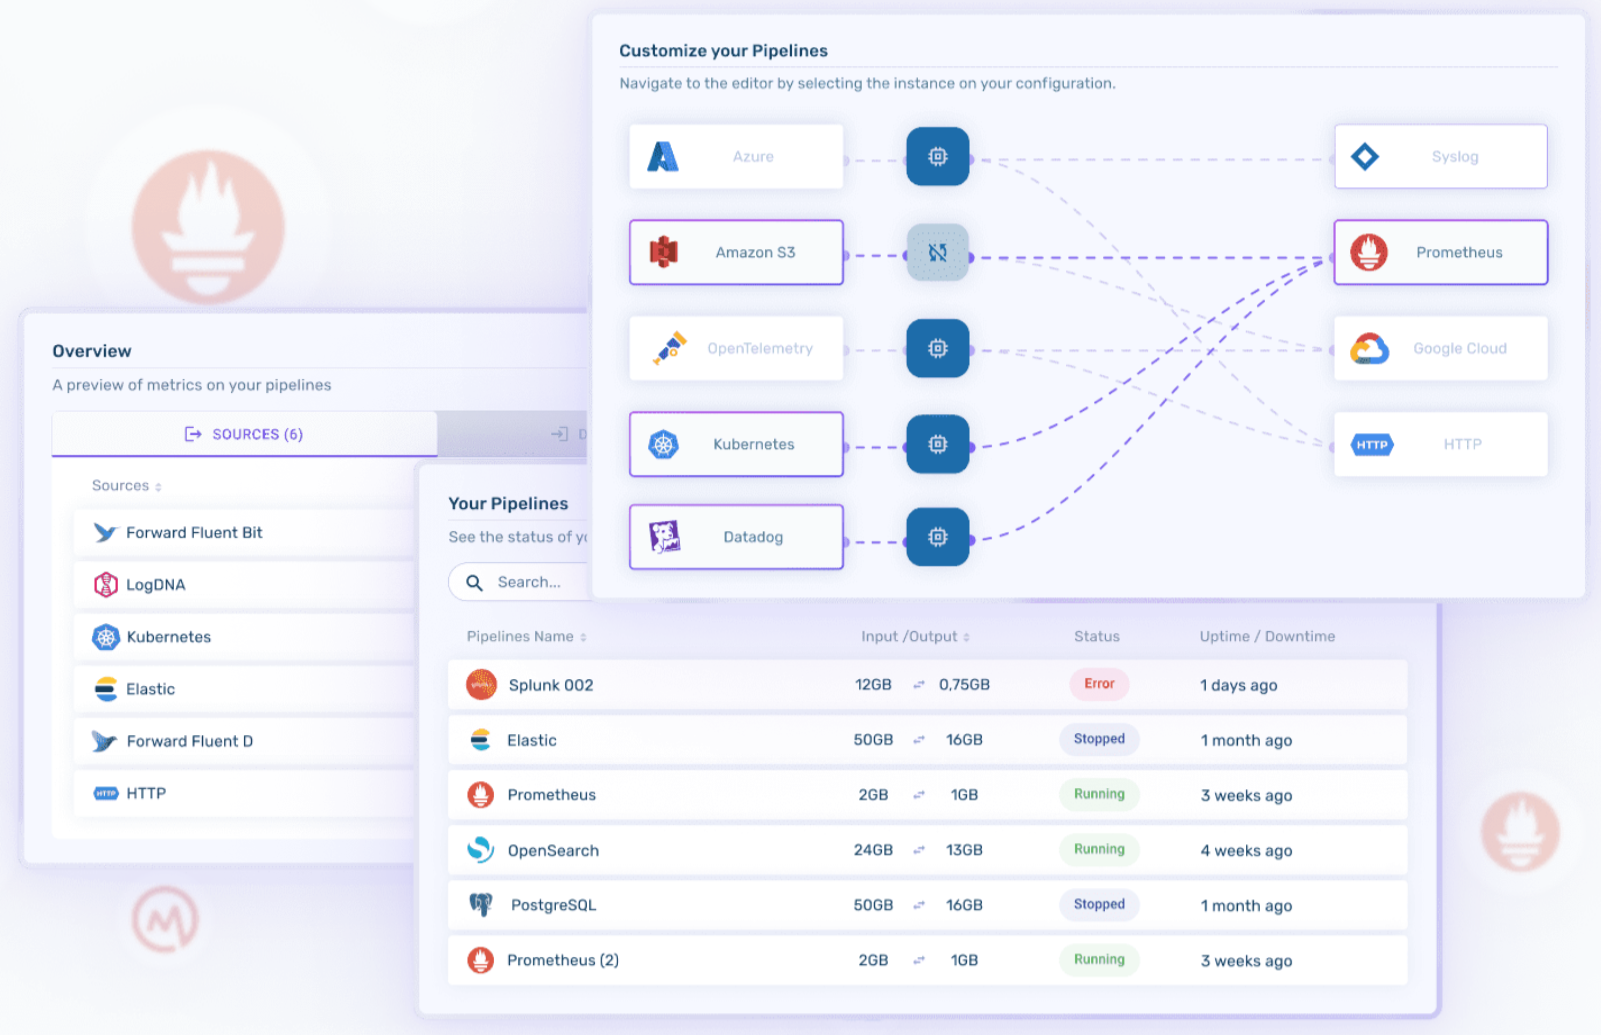 Customize your Pipelines
Navigate to the editor by selecting the instance on your configuration.
Azure
Syslog
Amazon S3
Prometheus
OpenTelemetry
Google Cloud
Kubernetes
HTTP
HTTP
Datadog
Overview
A preview of metrics on your pipelines
SOURCES (6)
D
Sources
Forward Fluent Bit
LogDNA
Kubernetes
Elastic
Forward Fluent D
HTTP HTTP
Your Pipelines
See the status of yo
Search...
Pipelines Name Input /Output Status Uptime / Downtime
Splunk 002 12GB 0,75GB Error 1 days ago
Elastic 50GB 16GB Stopped 1 month ago
Prometheus 2GB 1GB Running 3 weeks ago
OpenSearch 24GB 13GB Running 4 weeks ago
PostgreSQL 50GB 16GB Stopped 1 month ago
Prometheus (2) 2GB 1GB Running 3 weeks ago